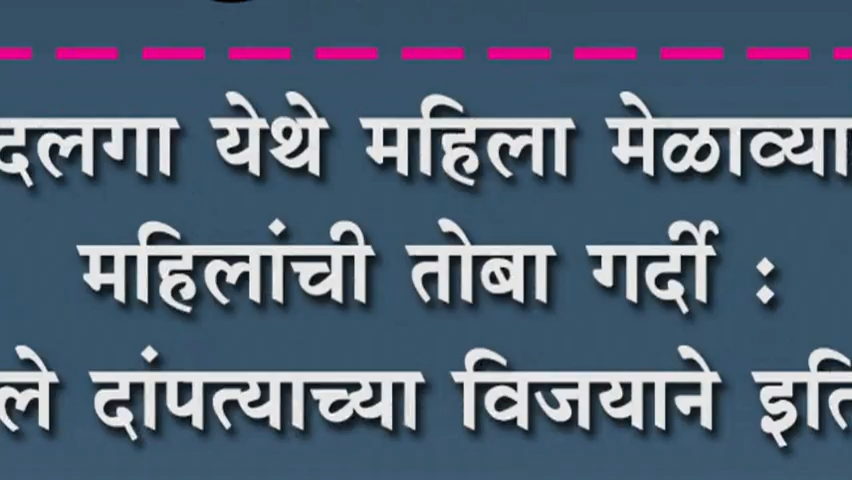 दलगा येथे महिला मेळाव्या
महिलांची तोबा गर्दी :
ले दांपत्याच्या विजयाने इति